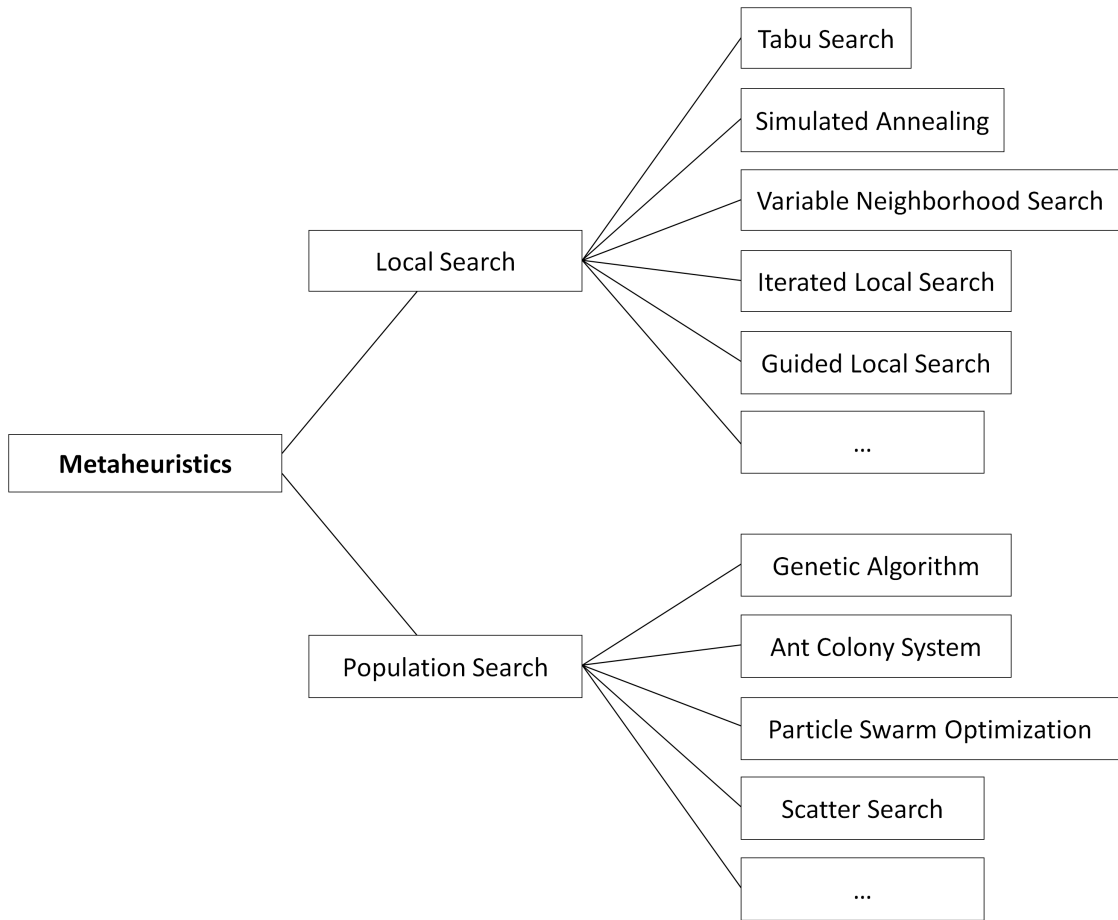 Tabu Search
Simulated Annealing
Variable Neighborhood Search
Local Search
Iterated Local Search
Guided Local Search
...
Metaheuristics
Genetic Algorithm
Ant Colony System
Population Search
Particle Swarm Optimization
Scatter Search
...